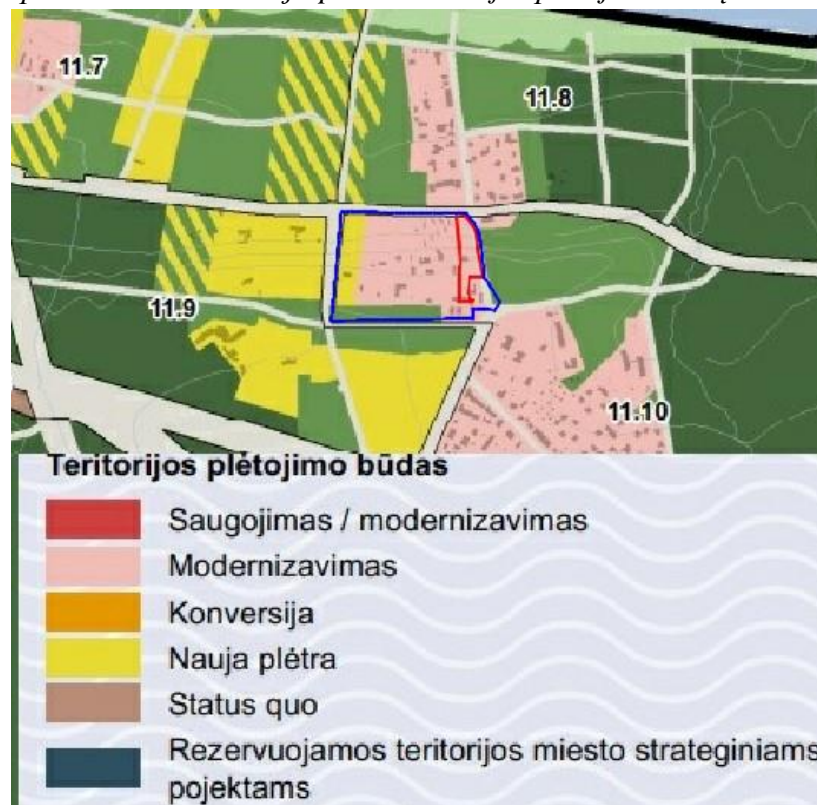 11.7
11.8
11.9
11.10
Teritorijos plėtojimo būdas
Saugojimas / modernizavimas
Modernizavimas
Konversija
Nauja plėtra
Status quo
Rezervuojamos teritorijos miesto strateginiams
pojektams